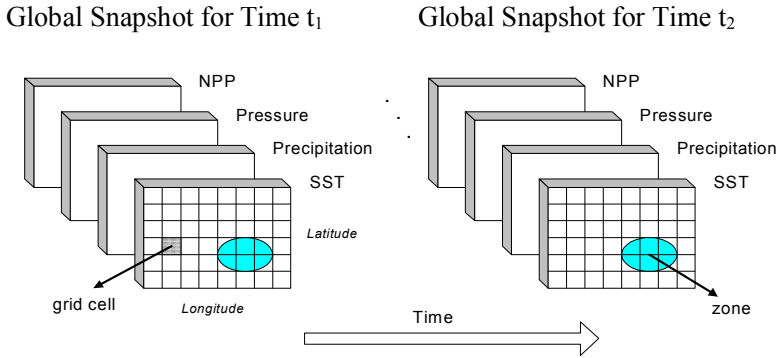 Global Snapshot for Time t₁
Global Snapshot for Time t₂
NPP
Pressure
Precipitation
SST
Latitude
grid cell
Longitude
NPP
Pressure
Precipitation
SST
zone
Time